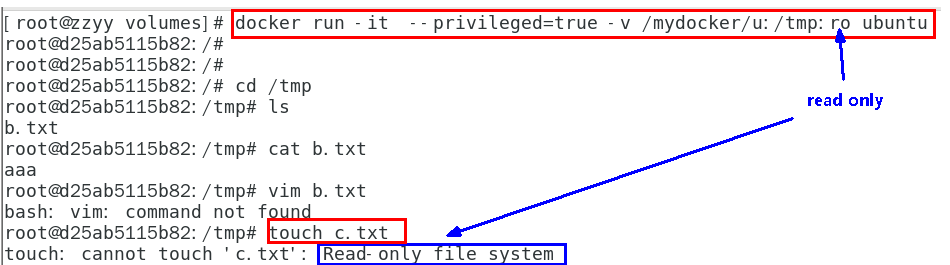 [root@zzyy volumes]# docker run -it --privileged=true -v /mydocker/u:/tmp:ro ubuntu
root@d25ab5115b82:/#
root@d25ab5115b82:/#
root@d25ab5115b82:/# cd /tmp
read only
root@d25ab5115b82:/tmp# ls
b.txt
root@d25ab5115b82:/tmp# cat b.txt
aaa
root@d25ab5115b82:/tmp# vim b.txt
bash: vim: command not found
root@d25ab5115b82:/tmp# touch c.txt
touch: cannot touch 'c.txt': Read-only file system